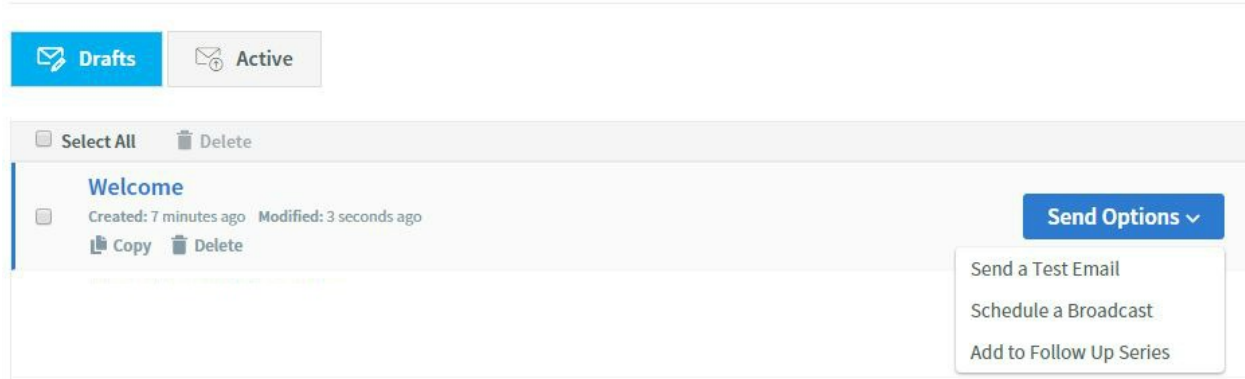 Drafts Active
Select All Delete
Welcome
Created: 7 minutes ago Modified: 3 seconds ago
Copy Delete
Send Options
Send a Test Email
Schedule a Broadcast
Add to Follow Up Series